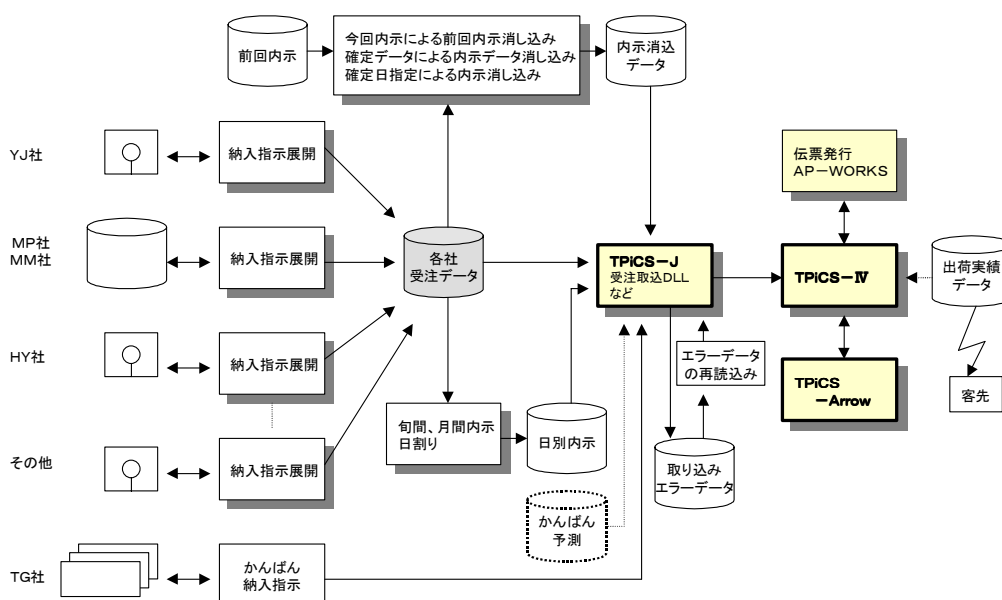 前回内示
今回内示による前回内示消し込み
確定データによる内示データ消し込み
確定日指定による内示消し込み
内示消込
データ
YJ社
納入指示展開
伝票発行
AP-WORKS
MP社
MM社
納入指示展開
各社
受注データ
TPiCS-J
受注取込DLL
など
TPiCS-Ⅳ
出荷実績
データ
HY社
納入指示展開
エラーデータ
の再読込み
TPiCS
-Arrow
客先
その他
納入指示展開
旬間、月間内示
日割り
日別内示
取り込み
エラーデータ
かんばん
予測
TG社
かんばん
納入指示